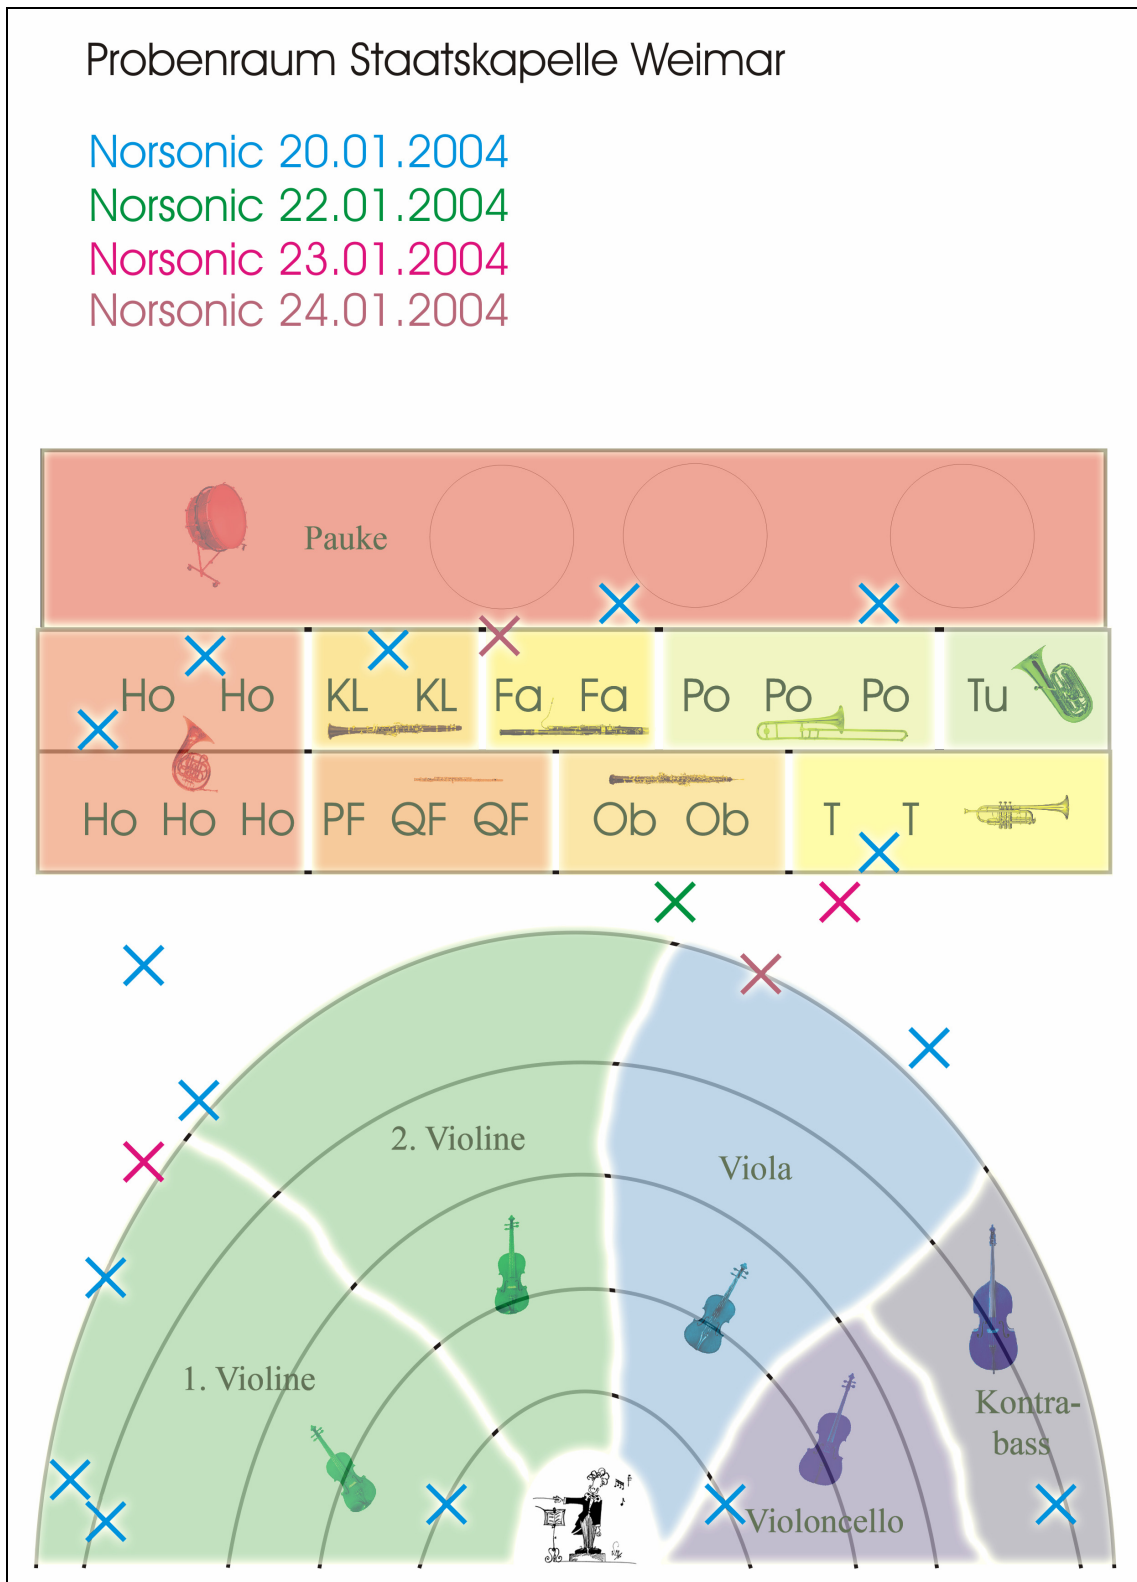 Probenraum Staatskapelle Weimar
Norsonic 20.01.2004
Norsonic 22.01.2004
Norsonic 23.01.2004
Norsonic 24.01.2004
Pauke
Ho Ho KL KL Fa Fa Po Po Po Tu
Ho Ho Ho PF QF QF Ob Ob T T
2. Violine
Viola
1. Violine
Kontra-
bass
Violoncello